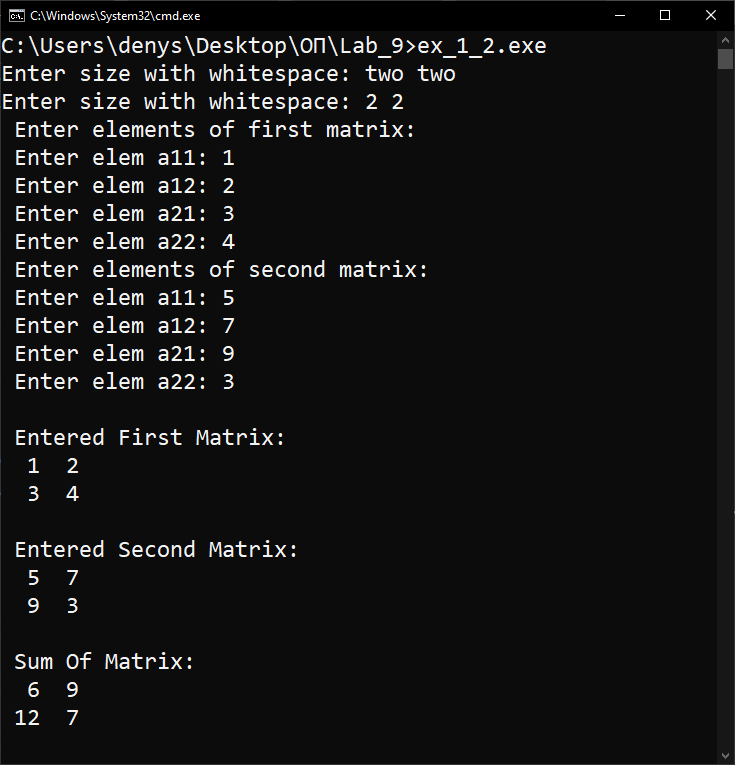 C:\Windows\System32\cmd.exe
C:\Users\denys\Desktop\ОП\Lab_9>ex_1_2.exe
Enter size with whitespace: two two
Enter size with whitespace: 2 2
Enter elements of first matrix:
Enter elem a11: 1
Enter elem a12: 2
Enter elem a21: 3
Enter elem a22: 4
Enter elements of second matrix:
Enter elem a11: 5
Enter elem a12: 7
Enter elem a21: 9
Enter elem a22: 3
Entered First Matrix:
1 2
3 4
Entered Second Matrix:
5 7
9 3
Sum Of Matrix:
6 9
12 7